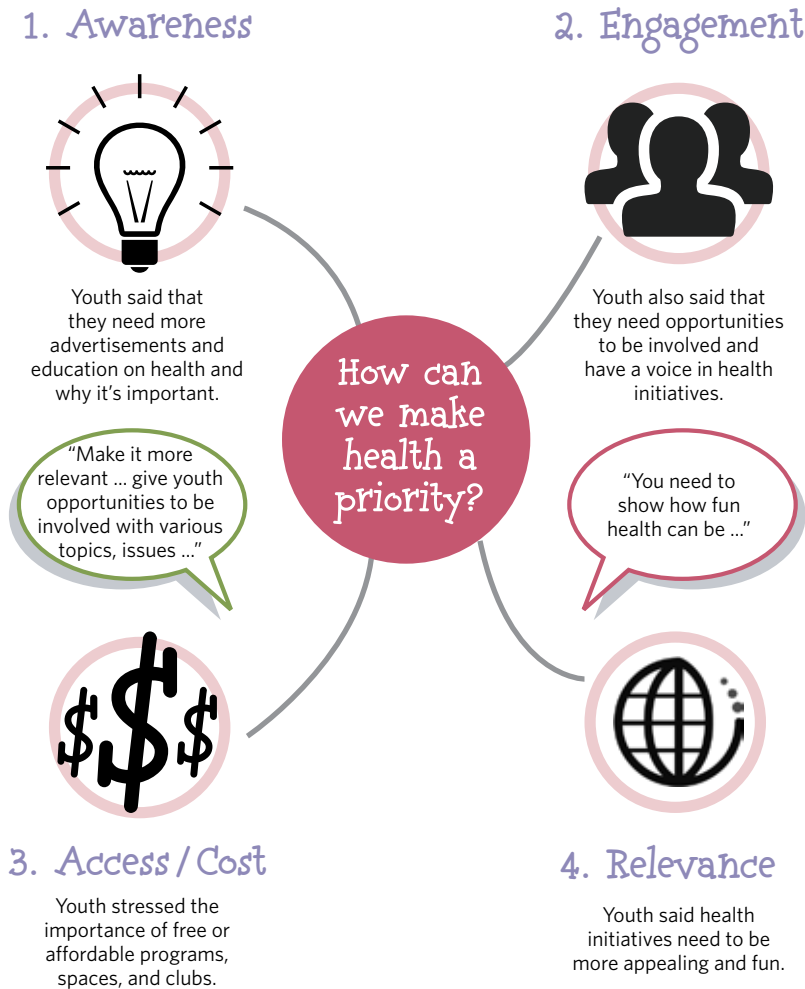 1. Awareness
Youth said that
they need more
advertisements and
education on health and
why it's important.
2. Engagement
Youth also said that
they need opportunities
to be involved and
have a voice in health
initiatives.
How can
we make
health a
priority?
“Make it more
relevant ... give youth
opportunities to be
involved with various
topics, issues ...”
“You need to
show how fun
health can be ...”
$ $ $
3. Access / Cost
Youth stressed the
importance of free or
affordable programs,
spaces, and clubs.
4. Relevance
Youth said health
initiatives need to be
more appealing and fun.